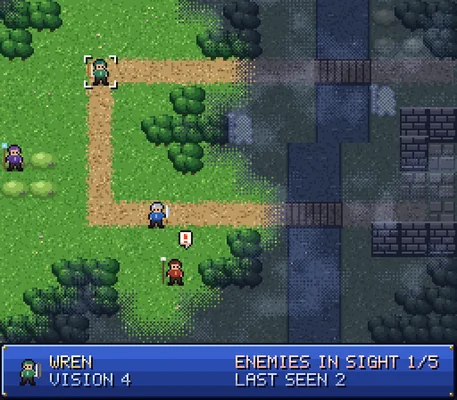 !
WREN
ENEMIES IN SIGHT 1/5
VISION 4
LAST SEEN 2